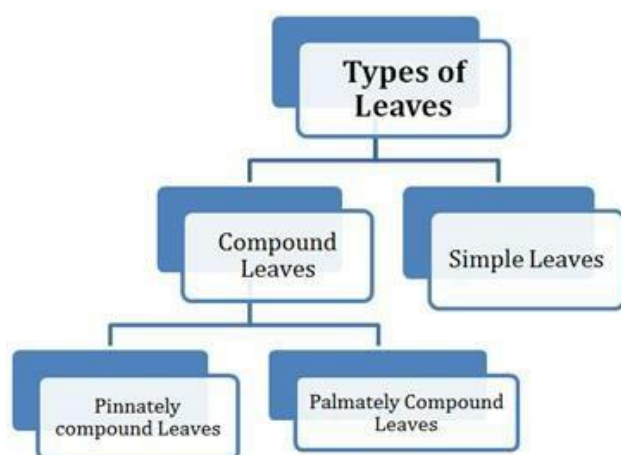 Types of
Leaves
Compound
Leaves
Simple Leaves
Pinnately
compound Leaves
Palmately Compound
Leaves